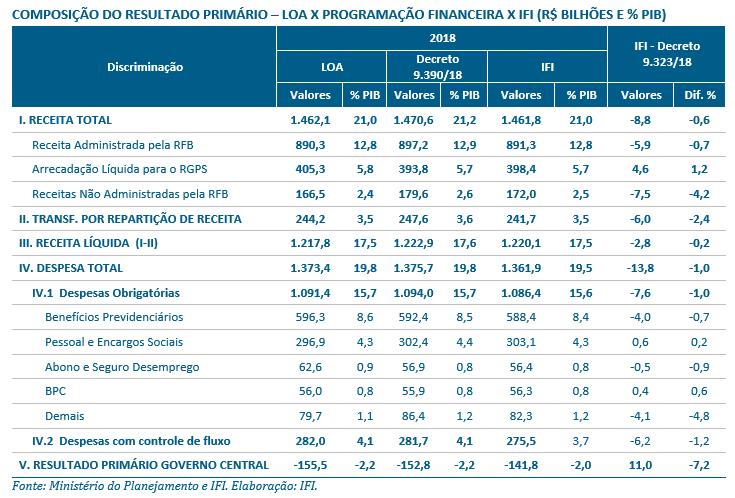 COMPOSIÇÃO DO RESULTADO PRIMÁRIO – LOA X PROGRAMAÇÃO FINANCEIRA X IFI (R$ BILHÕES E % PIB)
Discriminação 2018 IFI - Decreto 9.323/18
LOA Decreto 9.390/18 IFI
Valores % PIB Valores % PIB Valores % PIB Valores Dif. %
I. RECEITA TOTAL 1.462,1 21,0 1.470,6 21,2 1.461,8 21,0 -8,8 -0,6
Receita Administrada pela RFB 890,3 12,8 897,2 12,9 891,3 12,8 -5,9 -0,7
Arrecadação Líquida para o RGPS 405,3 5,8 393,8 5,7 398,4 5,7 4,6 1,2
Receitas Não Administradas pela RFB 166,5 2,4 179,6 2,6 172,0 2,5 -7,5 -4,2
II. TRANSF. POR REPARTIÇÃO DE RECEITA 244,2 3,5 247,6 3,6 241,7 3,5 -6,0 -2,4
III. RECEITA LÍQUIDA (I-II) 1.217,8 17,5 1.222,9 17,6 1.220,1 17,5 -2,8 -0,2
IV. DESPESA TOTAL 1.373,4 19,8 1.375,7 19,8 1.361,9 19,5 -13,8 -1,0
IV.1 Despesas Obrigatórias 1.091,4 15,7 1.094,0 15,7 1.086,4 15,6 -7,6 -1,0
Benefícios Previdenciários 596,3 8,6 592,4 8,5 588,4 8,4 -4,0 -0,7
Pessoal e Encargos Sociais 296,9 4,3 302,4 4,4 303,1 4,3 0,6 0,2
Abono e Seguro Desemprego 62,6 0,9 56,9 0,8 56,4 0,8 -0,5 -0,9
BPC 56,0 0,8 55,9 0,8 56,3 0,8 0,4 0,6
Demais 79,7 1,1 86,4 1,2 82,3 1,2 -4,1 -4,8
IV.2 Despesas com controle de fluxo 282,0 4,1 281,7 4,1 275,5 3,7 -6,2 -1,2
V. RESULTADO PRIMÁRIO GOVERNO CENTRAL -155,5 -2,2 -152,8 -2,2 -141,8 -2,0 11,0 -7,2
Fonte: Ministério do Planejamento e IFI. Elaboração: IFI.